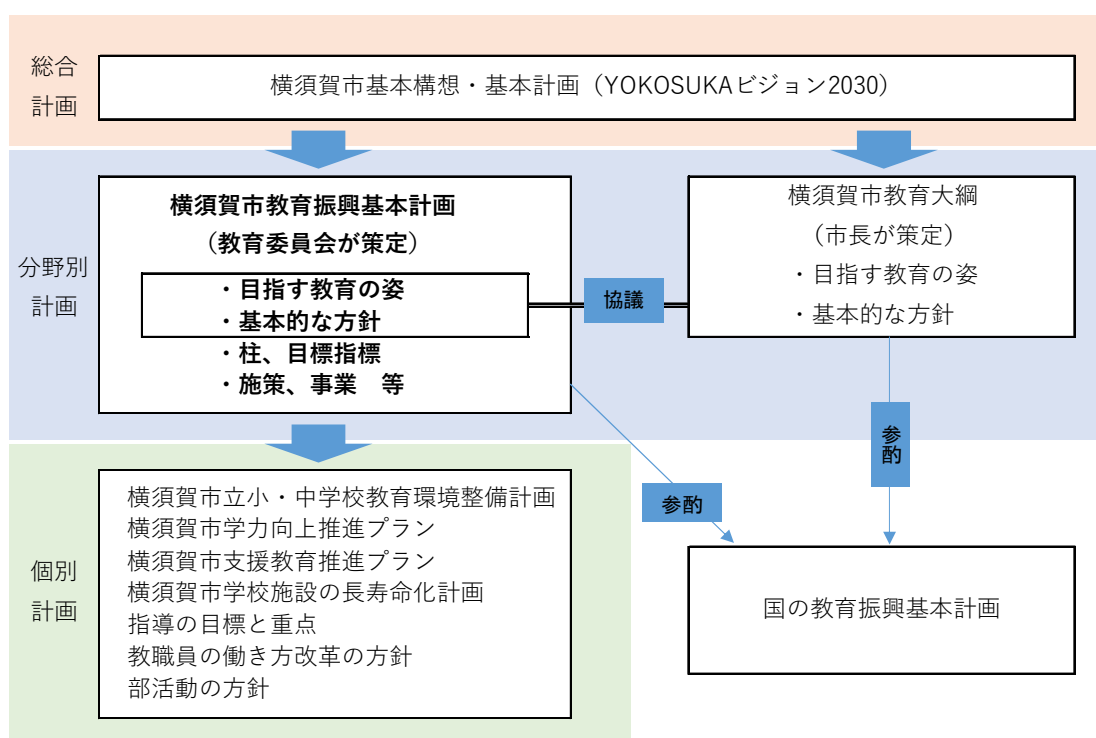 総合
計画
横須賀市基本構想・基本計画（YOKOSUKAビジョン2030）
分野別
計画
横須賀市教育振興基本計画
（教育委員会が策定）
・目指す教育の姿
・基本的な方針
・柱、目標指標
・施策、事業　等
協議
横須賀市教育大綱
（市長が策定）
・目指す教育の姿
・基本的な方針
参酌
参酌
個別
計画
横須賀市立小・中学校教育環境整備計画
横須賀市学力向上推進プラン
横須賀市支援教育推進プラン
横須賀市学校施設の長寿命化計画
指導の目標と重点
教職員の働き方改革の方針
部活動の方針
国の教育振興基本計画